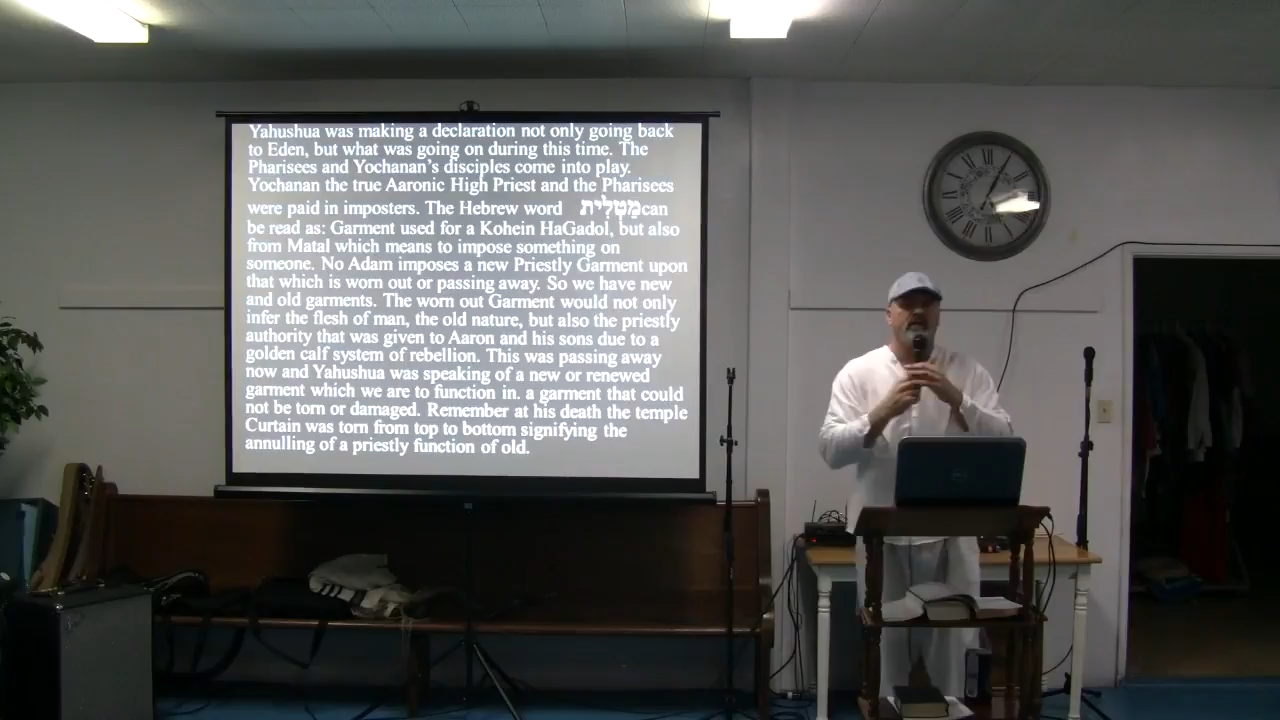 Yahushua was making a declaration not only going back
to Eden, but what was going on during this time. The
Pharisees and Yochanan's disciples come into play.
Yochanan the true Aaronic High Priest and the Pharisees
were paid in imposters. The Hebrew word מַטְלִית can
be read as: Garment used for a Kohein HaGadol, but also
from Matal which means to impose something on
someone. No Adam imposes a new Priestly Garment upon
that which is worn out or passing away. So we have new
and old garments. The worn out Garment would not only
infer the flesh of man, the old nature, but also the priestly
authority that was given to Aaron and his sons due to a
golden calf system of rebellion. This was passing away
now and Yahushua was speaking of a new or renewed
garment which we are to function in. a garment that could
not be torn or damaged. Remember at his death the temple
Curtain was torn from top to bottom signifying the
annulling of a priestly function of old.